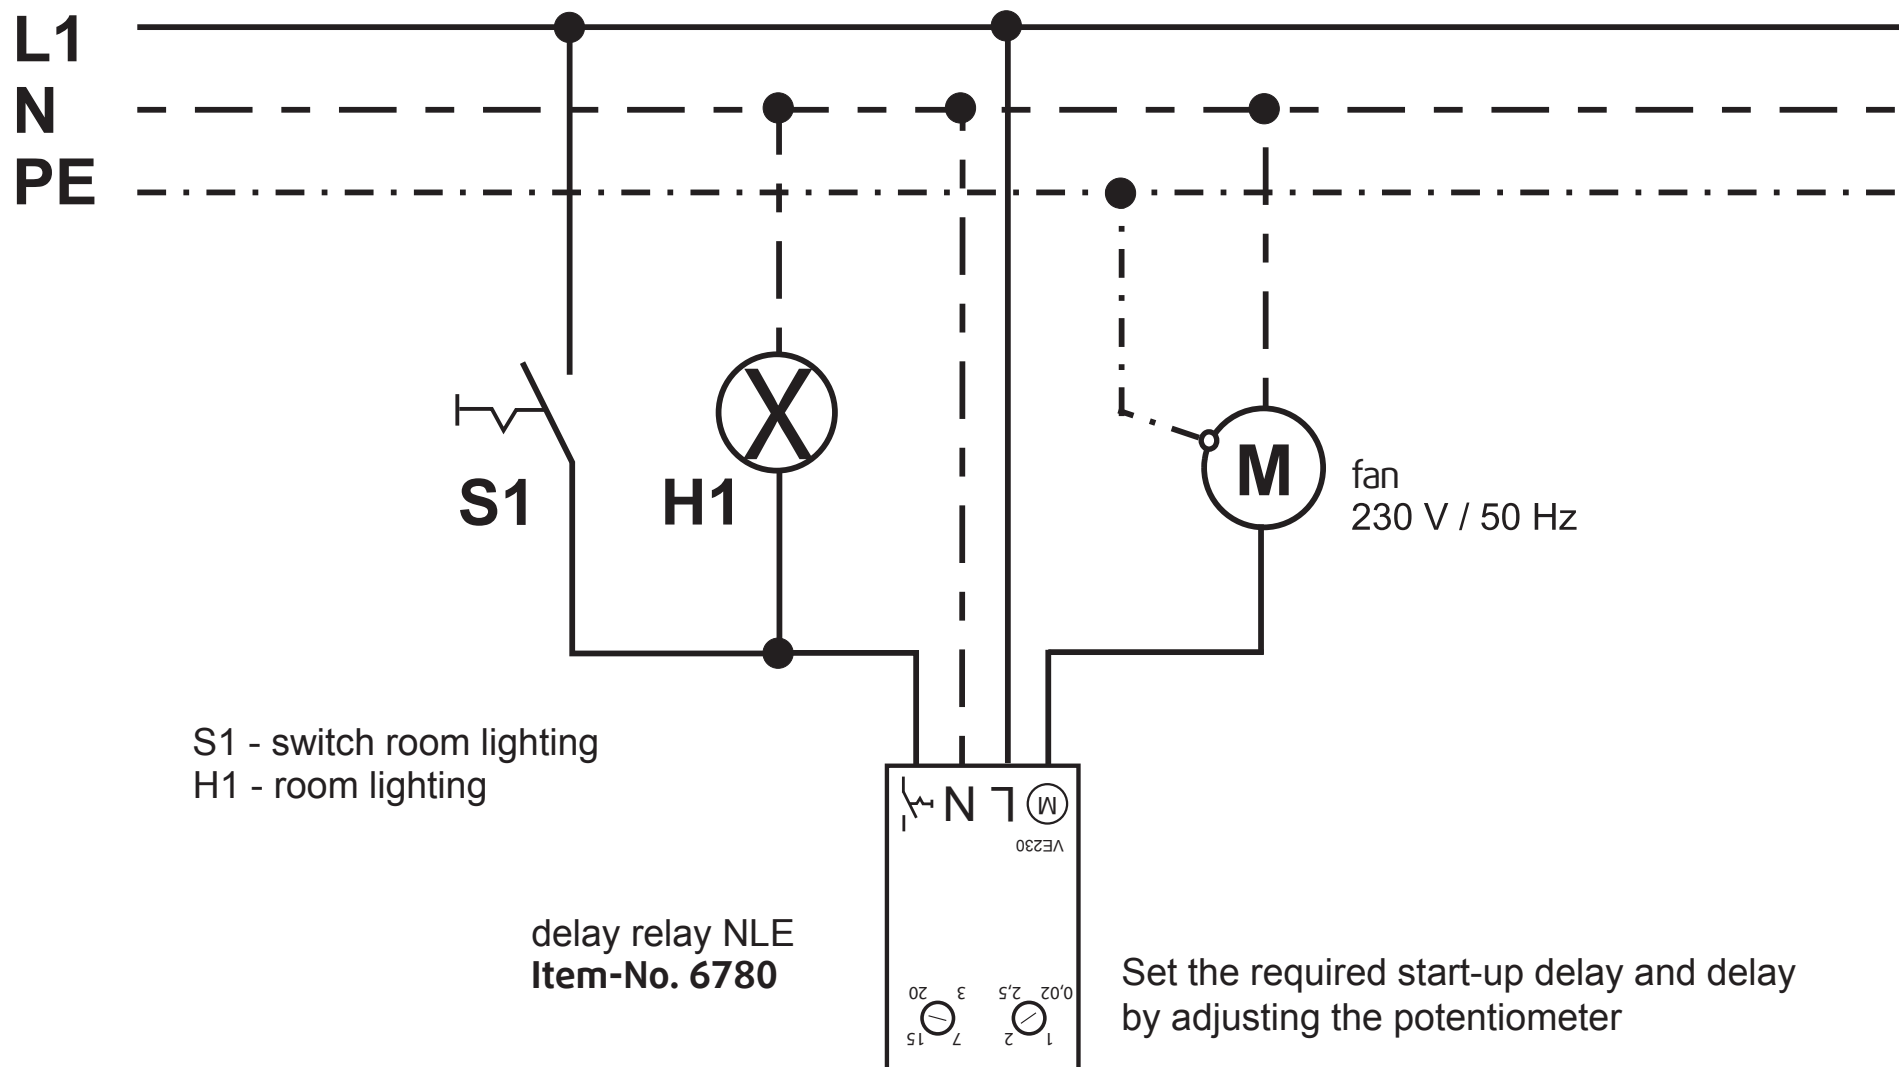 L1
N
PE
X
M
fan
230 V / 50 Hz
S1
H1
S1 - switch room lighting
H1 - room lighting
N L M
VE230
delay relay NLE
Item-No. 6780
20 3 2,5 0,02
15 7 2 1
Set the required start-up delay and delay
by adjusting the potentiometer